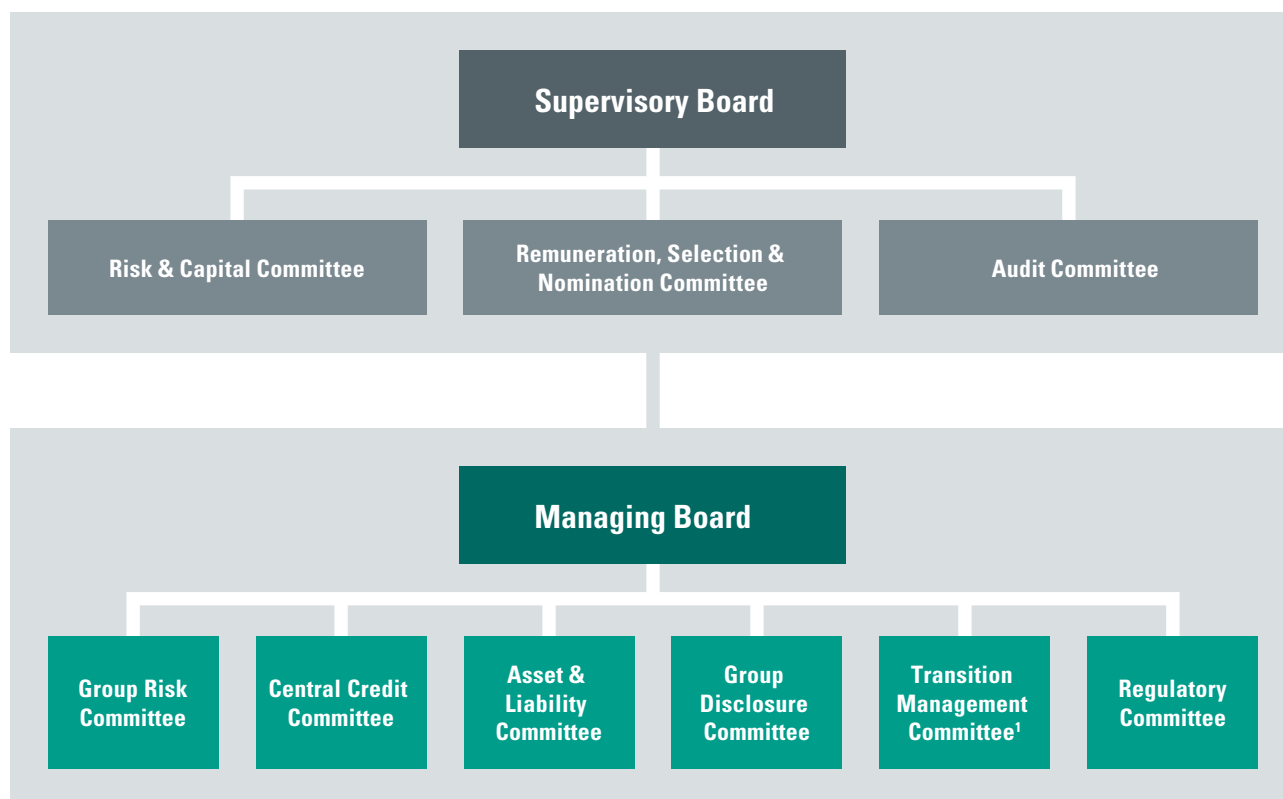 Supervisory Board
Risk & Capital Committee
Remuneration, Selection &
Nomination Committee
Audit Committee
Managing Board
Group Risk
Committee
Central Credit
Committee
Asset &
Liability
Committee
Group
Disclosure
Committee
Transition
Management
Committee¹
Regulatory
Committee